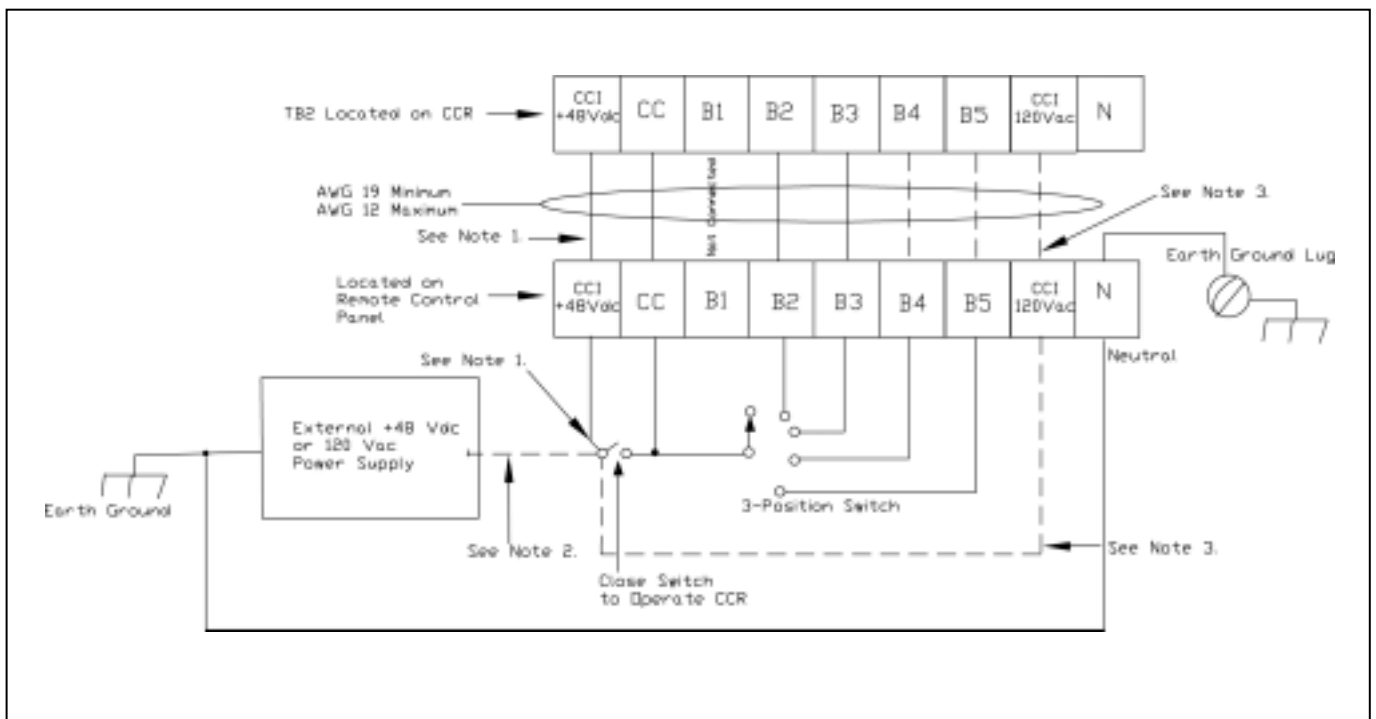 CCI
+48Vdc
CC
B1
B2
B3
B4
B5
CCI
120Vac
N
TB2 Located on CCR
AWG 19 Minimum
AWG 12 Maximum
Not Connected
See Note 3.
See Note 1.
Earth Ground Lug
Located on
Remote Control
Panel
CCI
+48Vdc
CC
B1
B2
B3
B4
B5
CCI
120Vac
N
Neutral
See Note 1.
External +48 Vdc
or 120 Vac
Power Supply
Earth Ground
3-Position Switch
See Note 2.
See Note 3.
Close Switch
to Operate CCR